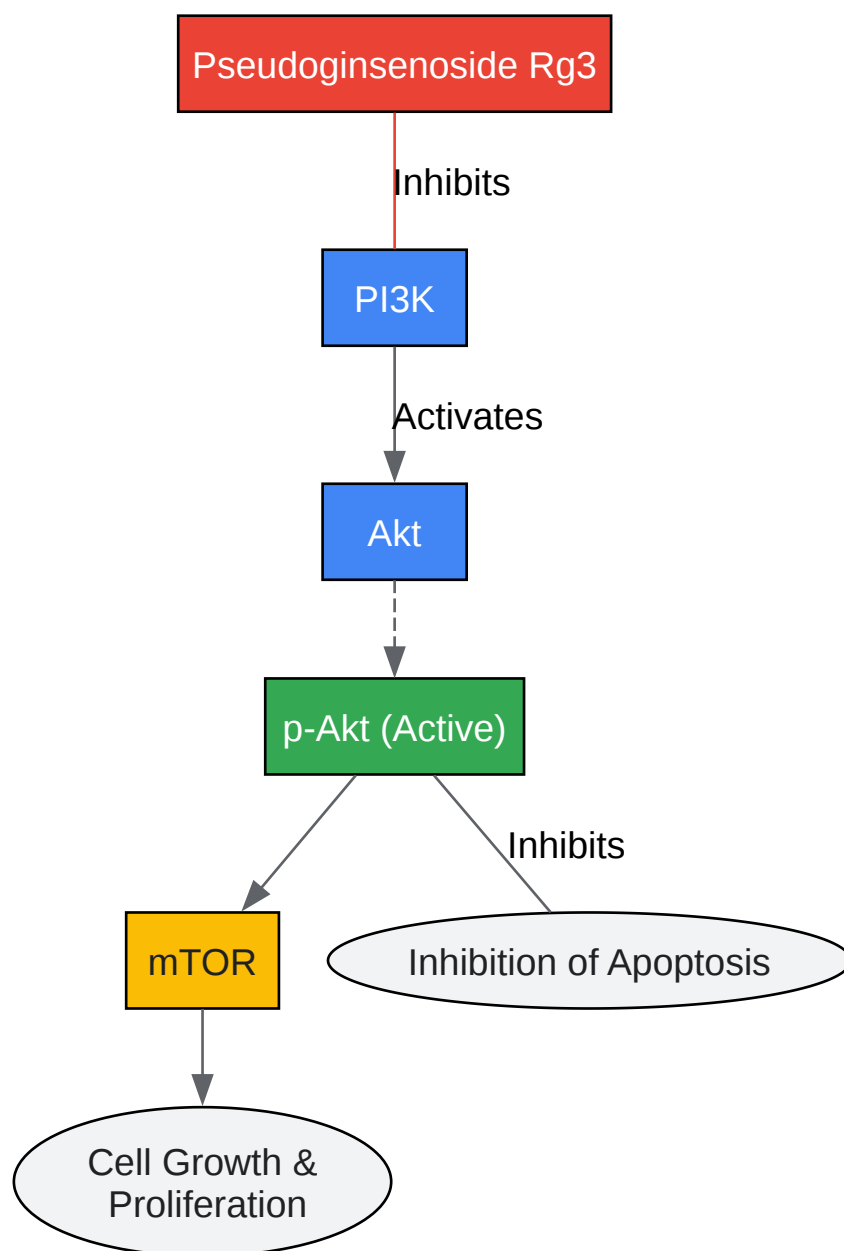 Pseudoginsenoside Rg3
Inhibits
PI3K
Activates
Akt
p-Akt (Active)
Inhibits
mTOR
Inhibition of Apoptosis
Cell Growth &
Proliferation